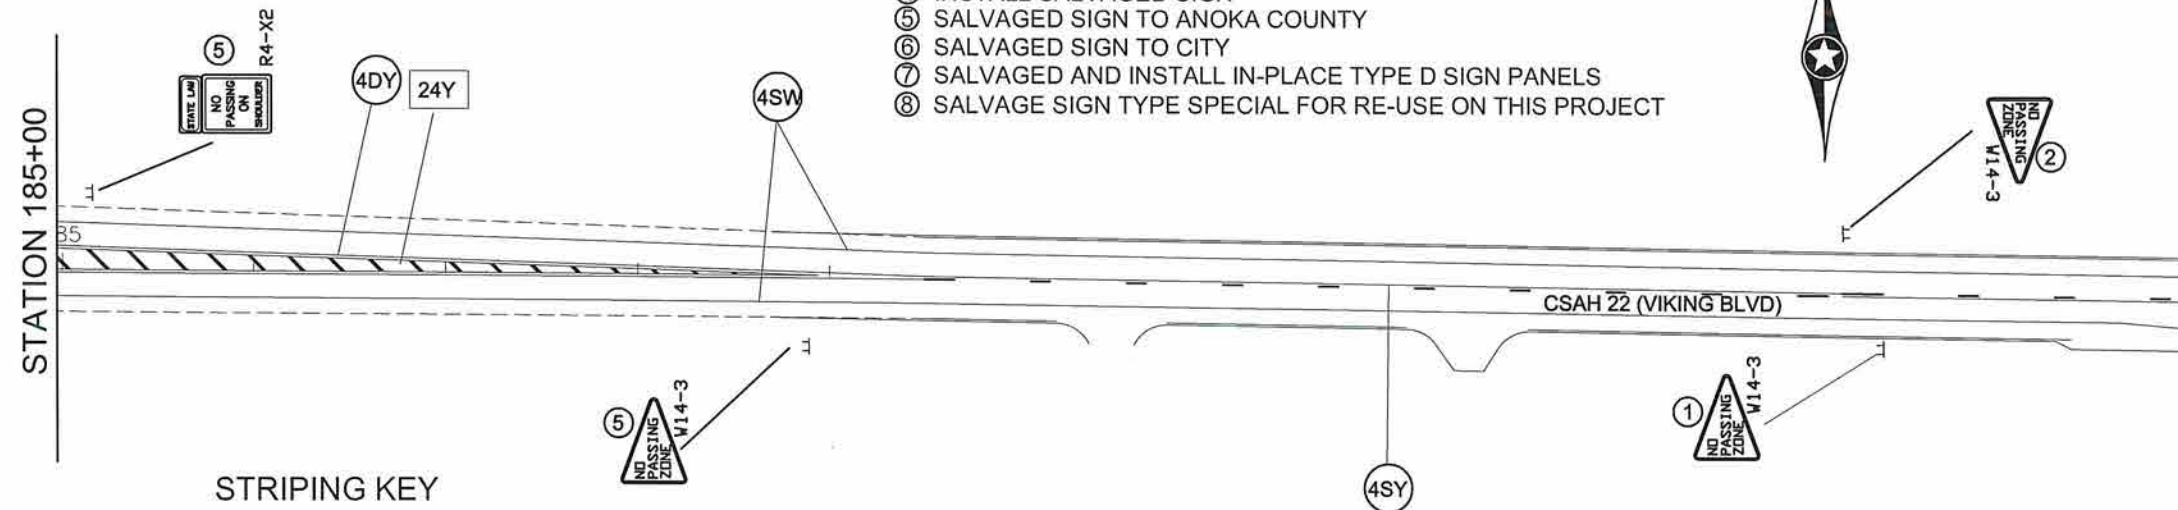 INSTALL SALVAGED SIGN
⑤ SALVAGED SIGN TO ANOKA COUNTY
⑥ SALVAGED SIGN TO CITY
⑦ SALVAGED AND INSTALL IN-PLACE TYPE D SIGN PANELS
⑧ SALVAGE SIGN TYPE SPECIAL FOR RE-USE ON THIS PROJECT
STATION 185+00
5
R4-X2
STATE LAW
NO
PASSING
ON
SHOULDER
4DY
24Y
4SW
NO
PASSING
ZONE
W14-3
2
CSAH 22 (VIKING BLVD)
5
NO
PASSING
ZONE
W14-3
1
NO
PASSING
ZONE
W14-3
4SY
STRIPING KEY